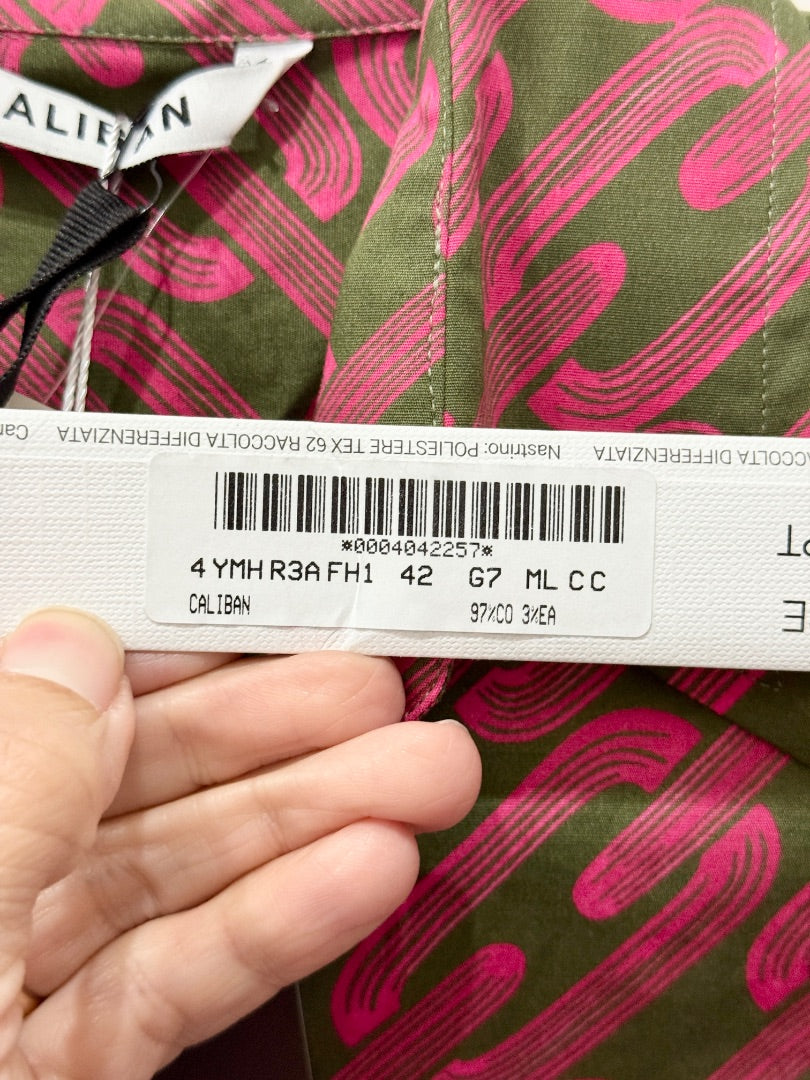 ALIBAN
Nastrino: POLIESTERE TEX 62 RACCOLTA DIFFERENZIATA
RACCOLTA DIFFERENZIATA
*0004042257*
4 YMH R3A FH1 42 G7 ML C C
CALIBAN 97%CO 3%EA